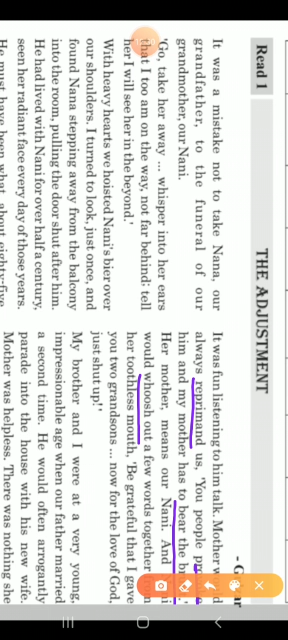 Read 1
THE ADJUSTMENT
- G
It was a mistake not to take Nana, our
grandfather, to the funeral of our
grandmother, our Nani.
'Go, take her away ... whisper into her ears
that I too am on the way, not far behind; tell
her I will see her in the beyond.'
With heavy hearts we hoisted Nani's bier over
our shoulders. I turned to look, just once, and
found Nana stepping away from the balcony
into the room, pulling the door shut after him.
He had lived with Nani for over half a century,
seen her radiant face every day of those years.
He must have been what, about eighty-five
It was fun listening to him talk. Mother w
always reprimand us, 'You people
him and my mother has to bear the
Her mother, means our Nani. And
would whoosh out a few words together
her toothless mouth, 'Be grateful that I gave
you two grandsons ... now for the love of God,
just shut up!'
My brother and I were at a very young,
impressionable age when our father married
a second time. He would often arrogantly
parade into the house with his new wife.
Mother was helpless. There was nothing she